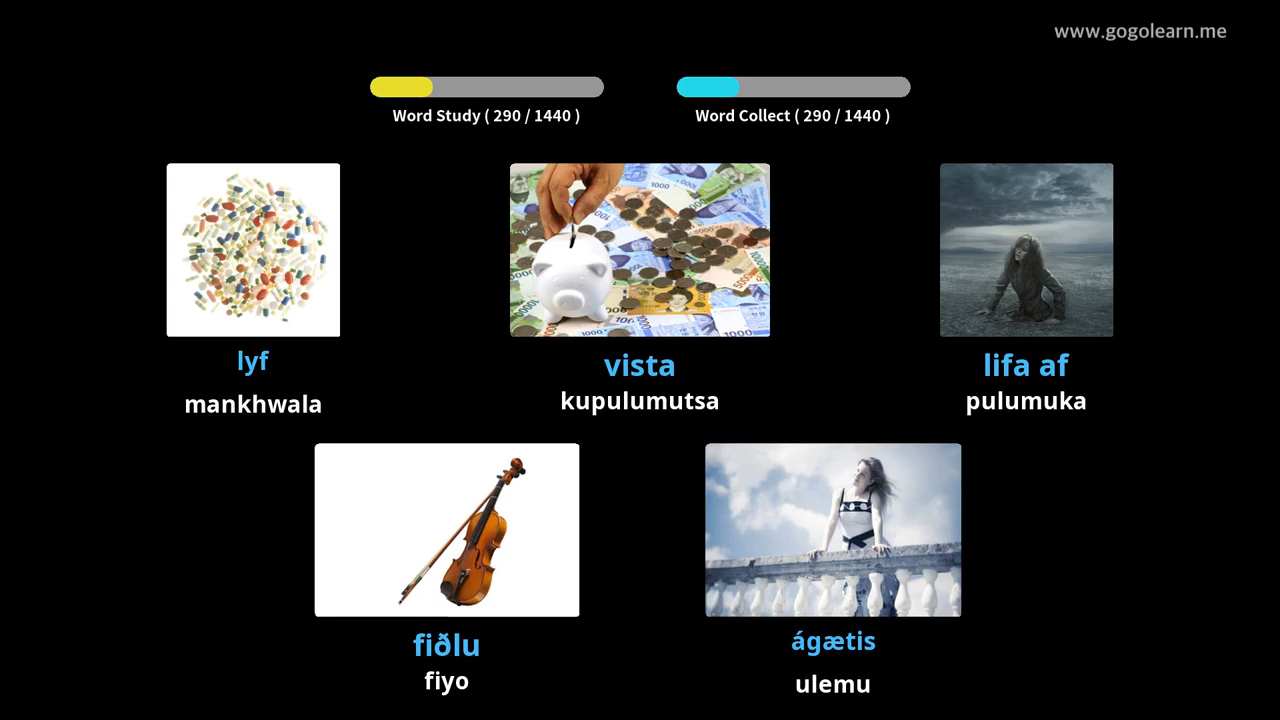 www.gogolearn.me
Word Study ( 290 / 1440 )
Word Collect ( 290 / 1440 )
lyf
mankhwala
vista
kupulumutsa
lifa af
pulumuka
fiðlu
fiyo
ágætis
ulemu